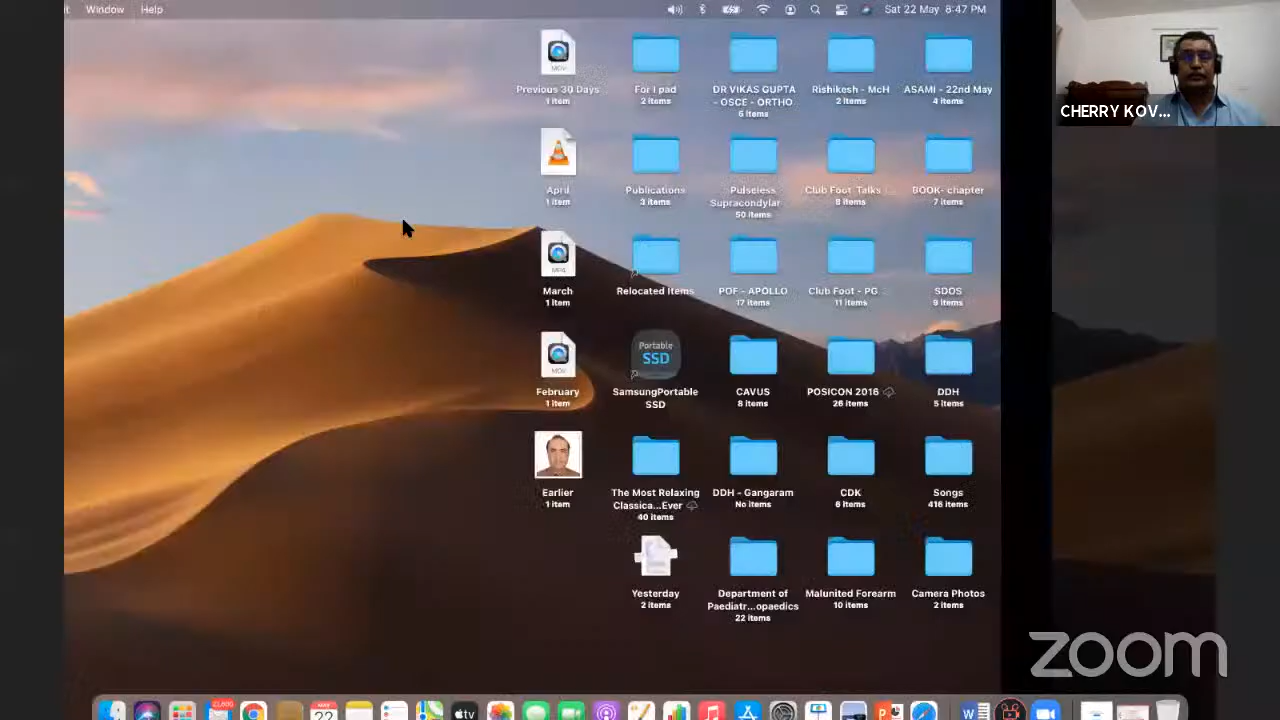 Window Help
Sat 22 May 8:47 PM
CHERRY KOV...
MOV
Previous 30 Days
1 item
For I pad
2 items
DR VIKAS GUPTA
- OSCE - ORTHO
6 items
Rishikesh - McH
2 items
ASAMI - 22nd May
4 items
April
1 item
Publications
3 items
Pulseless
Supracondylar
50 items
Club Foot Talks
8 items
BOOK- chapter
7 items
MP4
March
1 item
Relocated Items
POF - APOLLO
17 items
Club Foot - PG
11 items
SDDS
9 items
MOV
February
1 item
Portable
SSD
SamsungPortable
SSD
CAVUS
8 items
POSICON 2016
26 items
DDH
5 items
Earlier
1 item
The Most Relaxing
Classica...Ever
40 items
DDH - Gangaram
No items
CDK
6 items
Songs
416 items
Yesterday
2 items
Department of
Paediatr...opaedics
22 items
Malunited Forearm
10 items
Camera Photos
2 items
zoom
22
tv